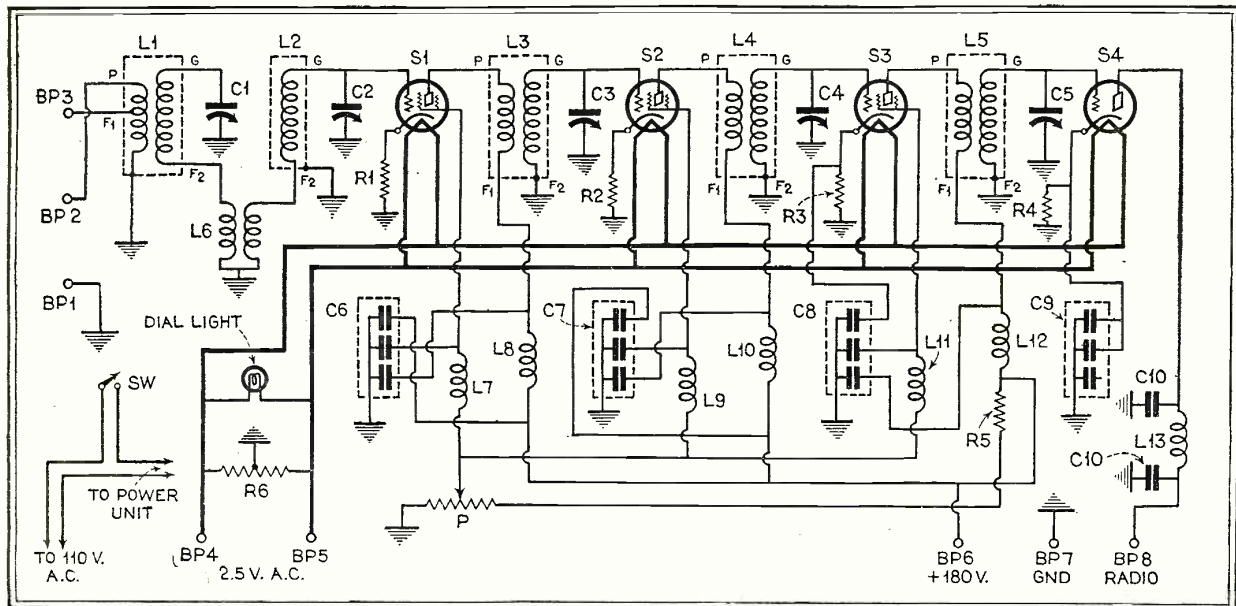 L1
L2
S1
L3
S2
L4
S3
L5
S4
P
G
G
P
G
P
G
P
G
BP3
F1
C1
C2
C3
C4
C5
F2
F2
F1
F2
F1
F2
F1
F2
BP2
L6
R1
R2
R3
R4
BP1
DIAL LIGHT
C6
C7
C8
C9
L8
L10
L11
L12
L7
L9
SW
R5
C10
L13
C10
TO POWER
UNIT
R6
P
TO 110 V.
A.C.
BP4
BP5
2.5 V. A.C.
BP6
+180 V.
BP7
GND
BP8
RADIO